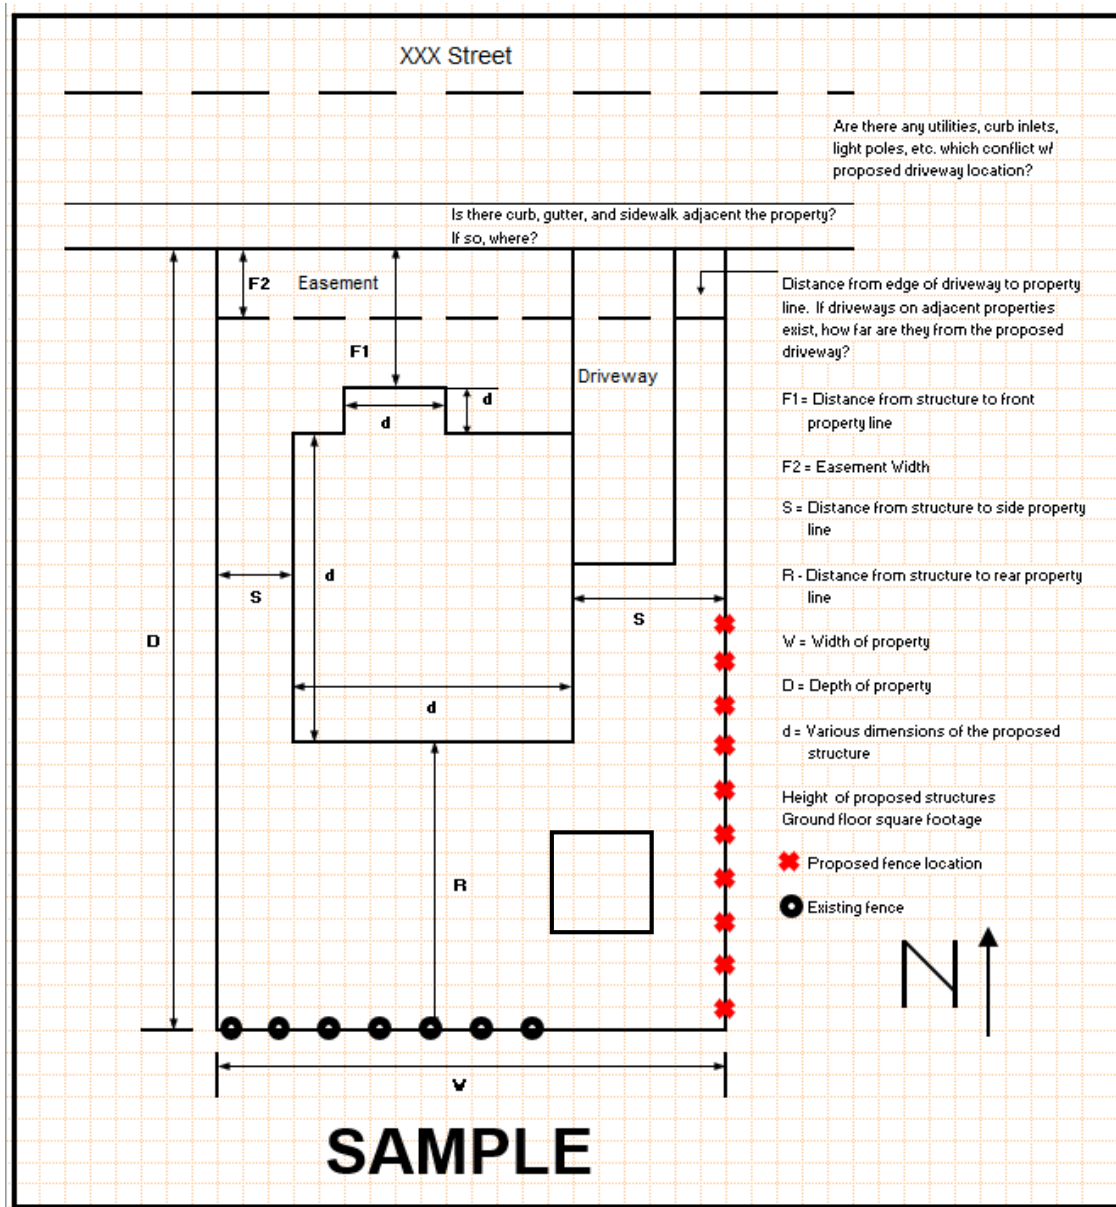 XXX Street
Are there any utilities, curb inlets,
light poles, etc. which conflict w/
proposed driveway location?
Is there curb, gutter, and sidewalk adjacent the property?
If so, where?
F2
Easement
Distance from edge of driveway to property
line. If driveways on adjacent properties
exist, how far are they from the proposed
driveway?
F1
Driveway
d
d
F1= Distance from structure to front
property line
F2 = Easement Width
S = Distance from structure to side property
line
d
S
R - Distance from structure to rear property
line
S
D
W = Width of property
D = Depth of property
d
d = Various dimensions of the proposed
structure
Height of proposed structures
Ground floor square footage
Proposed fence location
R
Existing fence
N
W
SAMPLE